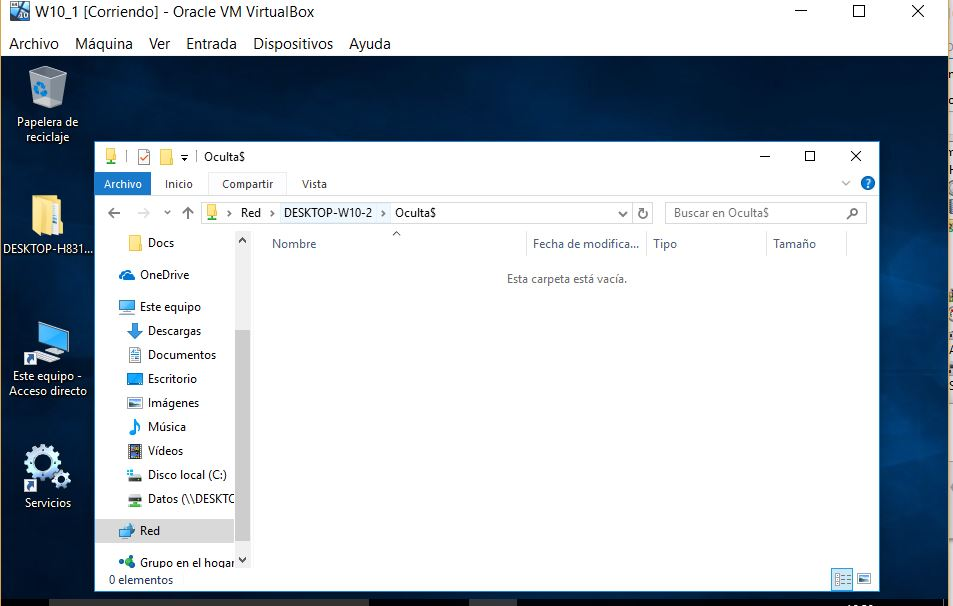 W10_1 [Corriendo] - Oracle VM VirtualBox
Archivo Máquina Ver Entrada Dispositivos Ayuda
Papelera de
reciclaje
DESKTOP-H831...
Este equipo -
Acceso directo
Servicios
Oculta$
Archivo Inicio Compartir Vista
Red DESKTOP-W10-2 Oculta$
Buscar en Oculta$
Nombre Fecha de modifica... Tipo Tamaño
Esta carpeta está vacía.
Docs
OneDrive
Este equipo
Descargas
Documentos
Escritorio
Imágenes
Música
Vídeos
Disco local (C:)
Datos (\\DESKTO
Red
Grupo en el hogar
0 elementos